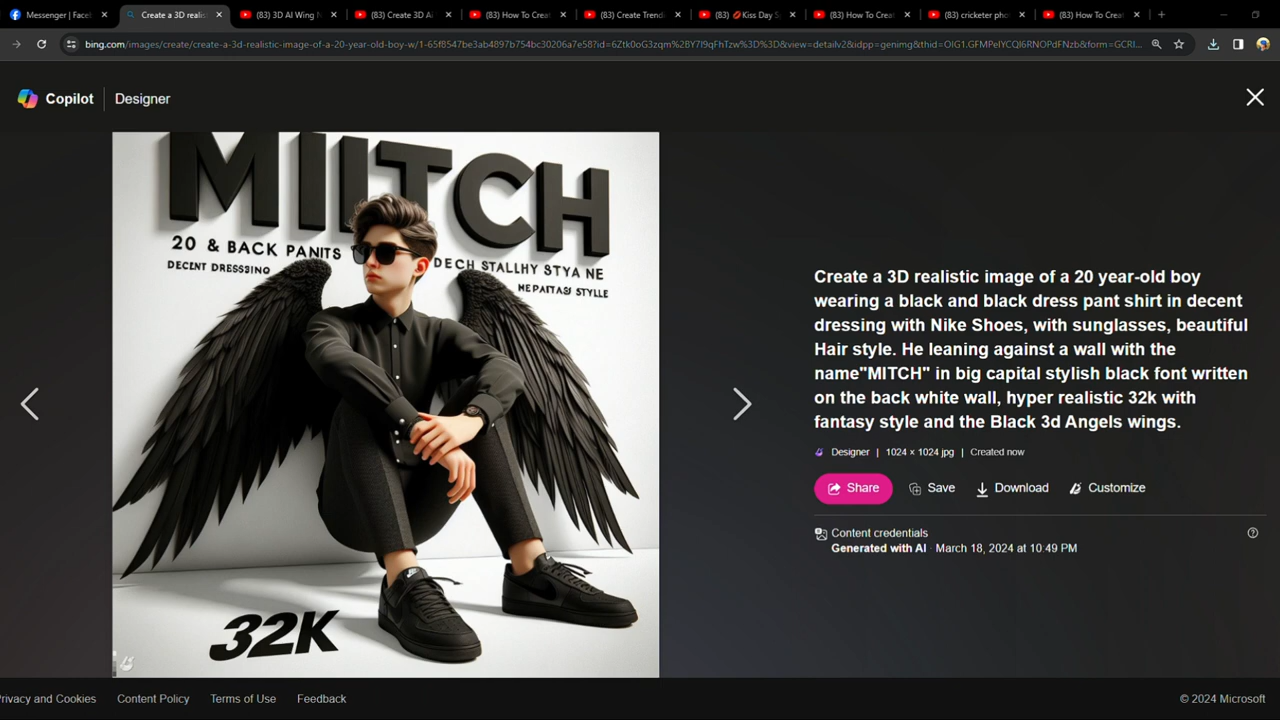 Messenger | Facel
Create a 3D realis
(83) 3D AI Wing N
(83) Create 3D Ai
(83) How To Creat
(83) Create Trendi
(83) 💋Kiss Day S
(83) How To Creat
(83) cricketer pho
(83) How To Creat
bing.com/images/create/create-a-3d-realistic-image-of-a-20-year-old-boy-w/1-65f8547be3ab4897b754bc30206a7e58?id=6Ztk0oG3zqm%2BY7l9qFhTzw%3D%3D&view=detailv2&idpp=genimg&thid=OIG1.GFMPeIYCQl6RNOPdFNzb&form=GCRI...
Copilot | Designer
MIITCH
20 & BACK PANITS
DECENT DRESSSING
DECH STALLHY STYA NE
HEPAITASI STYLLE
32K
Create a 3D realistic image of a 20 year-old boy
wearing a black and black dress pant shirt in decent
dressing with Nike Shoes, with sunglasses, beautiful
Hair style. He leaning against a wall with the
name"MITCH" in big capital stylish black font written
on the back white wall, hyper realistic 32k with
fantasy style and the Black 3d Angels wings.
Designer | 1024 × 1024 jpg | Created now
Share Save Download Customize
Content credentials
Generated with AI · March 18, 2024 at 10:49 PM
Privacy and Cookies Content Policy Terms of Use Feedback
© 2024 Microsoft